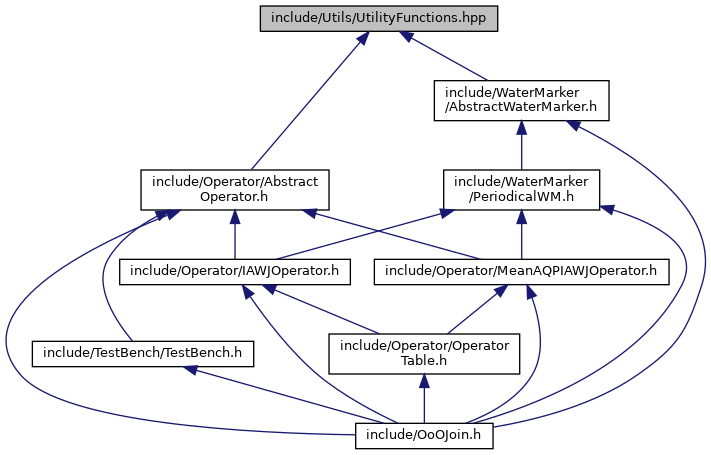 include/Utils/UtilityFunctions.hpp
include/WaterMarker
/AbstractWaterMarker.h
include/Operator/Abstract
Operator.h
include/WaterMarker
/PeriodicalWM.h
include/Operator/IAWJOperator.h
include/Operator/MeanAQPIAWJOperator.h
include/TestBench/TestBench.h
include/Operator/Operator
Table.h
include/OoOJoin.h